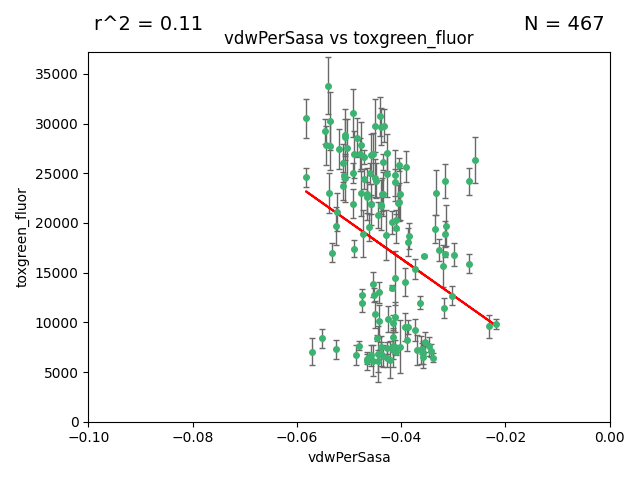 r^2 = 0.11
N = 467
vdwPerSasa vs toxgreen_fluor
toxgreen_fluor
35000
30000
25000
20000
15000
10000
5000
0
−0.10
−0.08
−0.06
−0.04
−0.02
0.00
vdwPerSasa